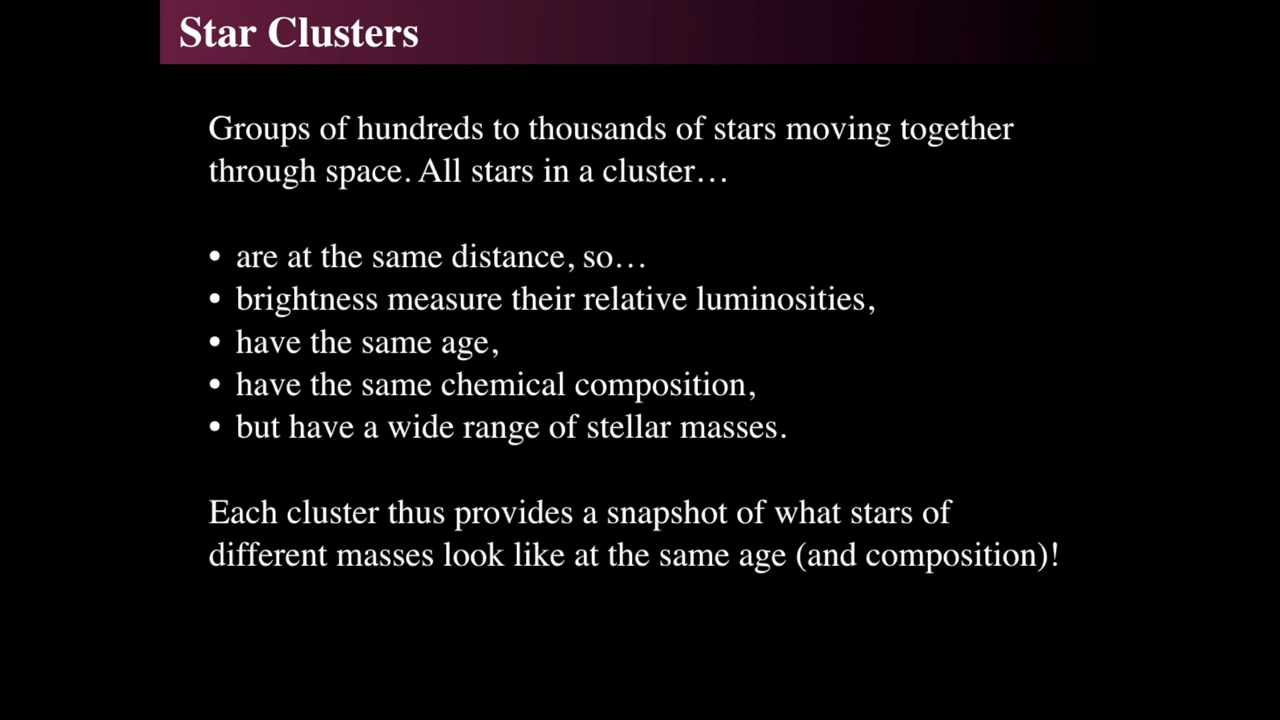 Star Clusters
Groups of hundreds to thousands of stars moving together
through space. All stars in a cluster…
• are at the same distance, so…
• brightness measure their relative luminosities,
• have the same age,
• have the same chemical composition,
• but have a wide range of stellar masses.
Each cluster thus provides a snapshot of what stars of
different masses look like at the same age (and composition)!